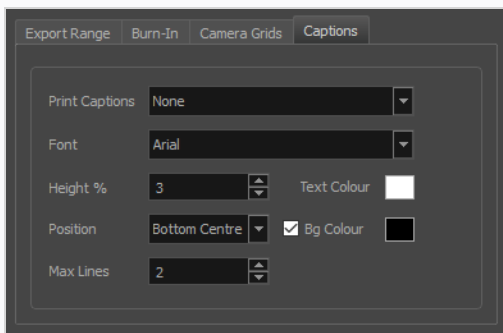 Export Range Burn-In Camera Grids Captions
Print Captions None
Font Arial
Height % 3 Text Colour
Position Bottom Centre Bg Colour
Max Lines 2